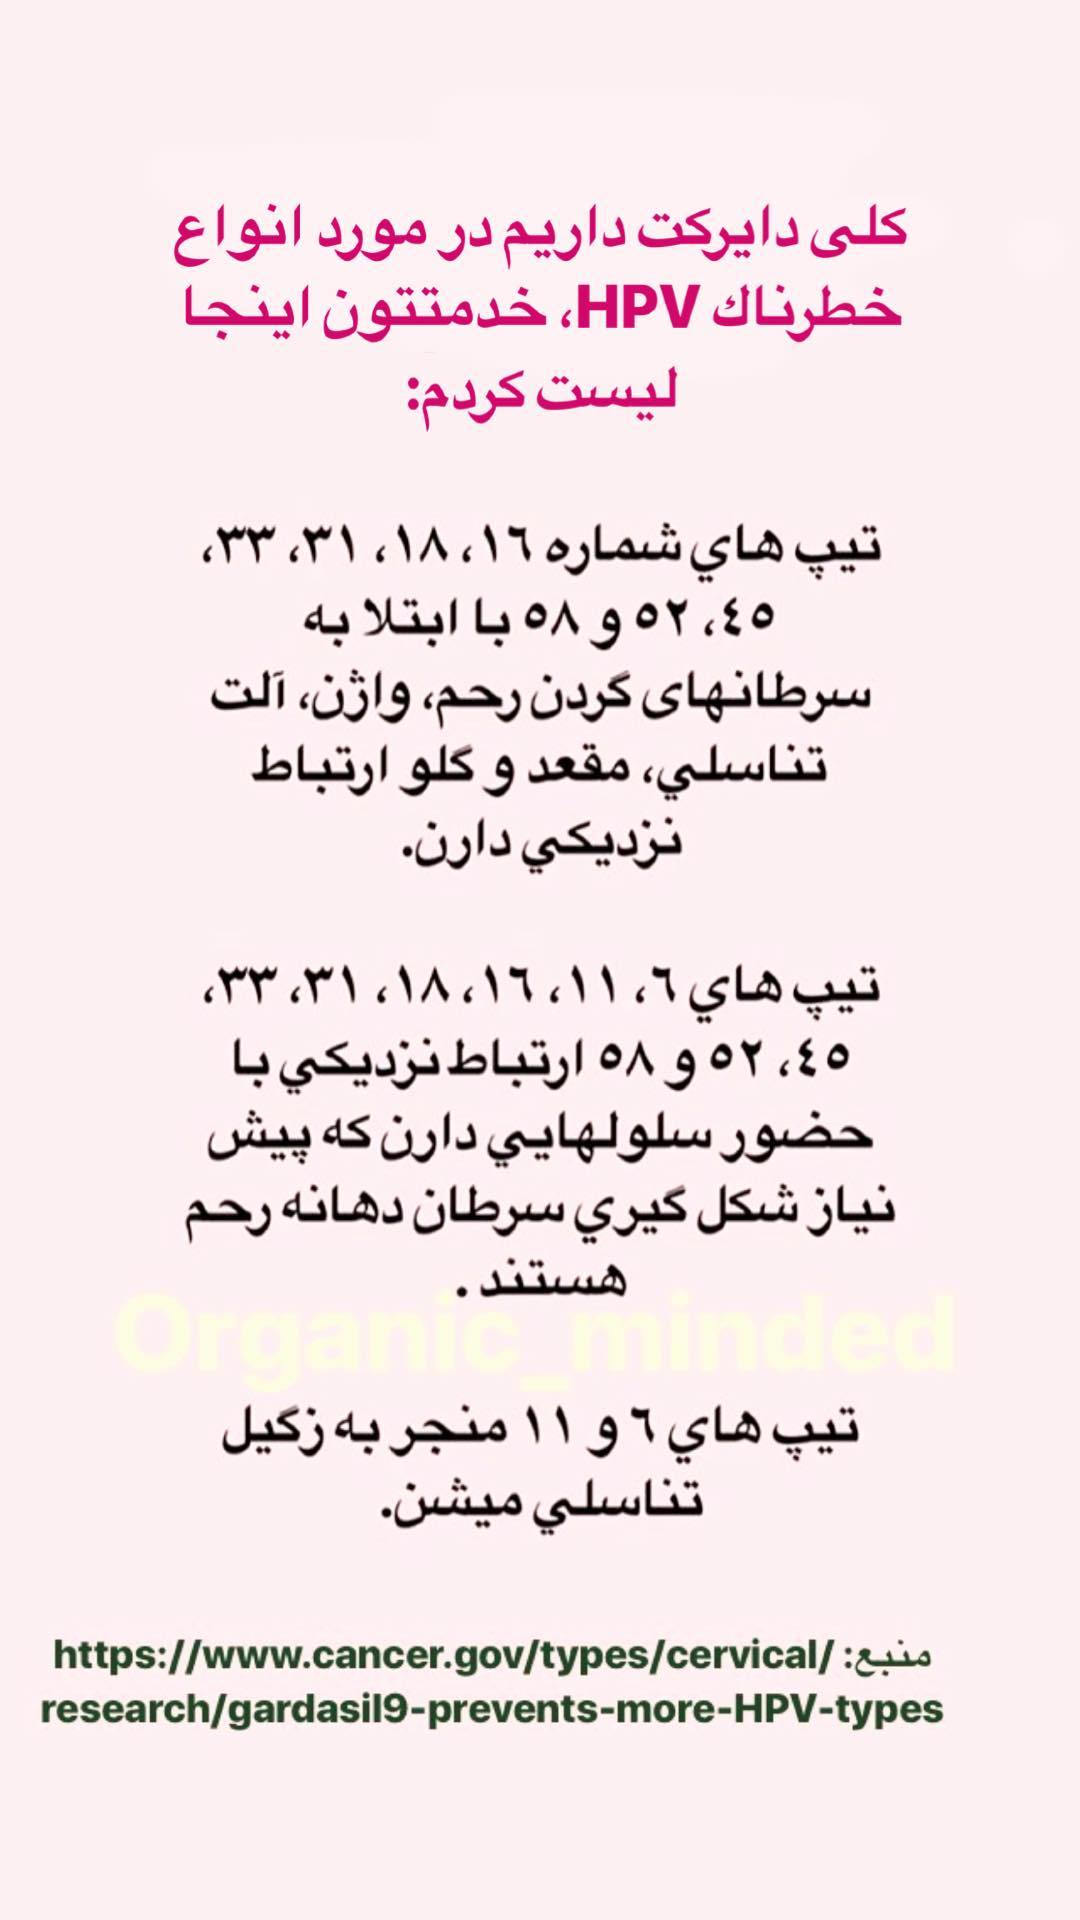 کلی دایرکت داریم در مورد انواع
خطرناك HPV، خدمتتون اینجا
لیست کردم:
تیپ هاي شماره ١٦، ١٨، ٣١، ٣٣،
٤٥، ٥٢ و ٥٨ با ابتلا به
سرطانهای گردن رحم، واژن، آلت
تناسلي، مقعد و گلو ارتباط
نزدیکي دارن.
تیپ هاي ٦، ١١، ١٦، ١٨، ٣١، ٣٣،
٤٥، ٥٢ و ٥٨ ارتباط نزدیکي با
حضور سلولهایي دارن که پیش
نیاز شکل گیري سرطان دهانه رحم
هستند .
Organic_minded
تیپ هاي ٦ و ١١ منجر به زگیل
تناسلي میشن.
منبع: https://www.cancer.gov/types/cervical/
research/gardasil9-prevents-more-HPV-types